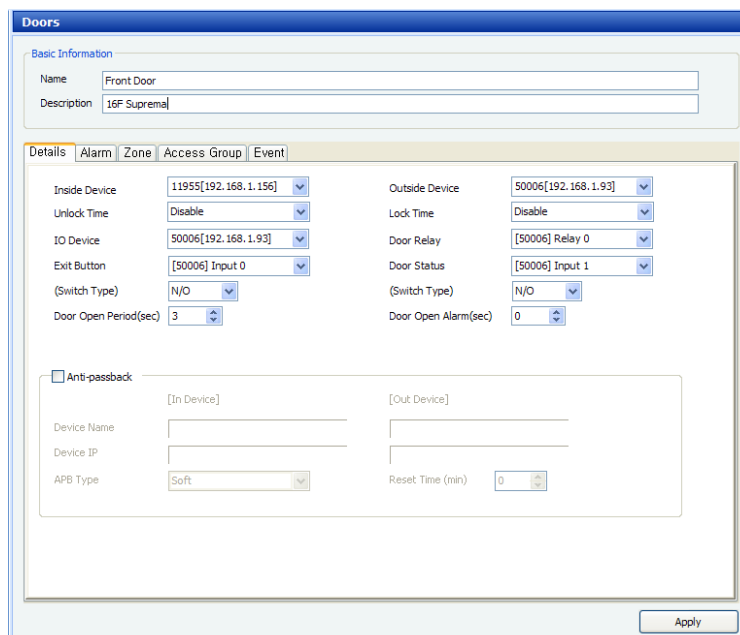 Doors
Basic Information
Name Front Door
Description 16F Suprema
Details Alarm Zone Access Group Event
Inside Device 11955[192.168.1.156] Outside Device 50006[192.168.1.93]
Unlock Time Disable Lock Time Disable
IO Device 50006[192.168.1.93] Door Relay [50006] Relay 0
Exit Button [50006] Input 0 Door Status [50006] Input 1
(Switch Type) N/O (Switch Type) N/O
Door Open Period(sec) 3 Door Open Alarm(sec) 0
Anti-passback
[In Device] [Out Device]
Device Name
Device IP
APB Type Soft Reset Time (min) 0
Apply